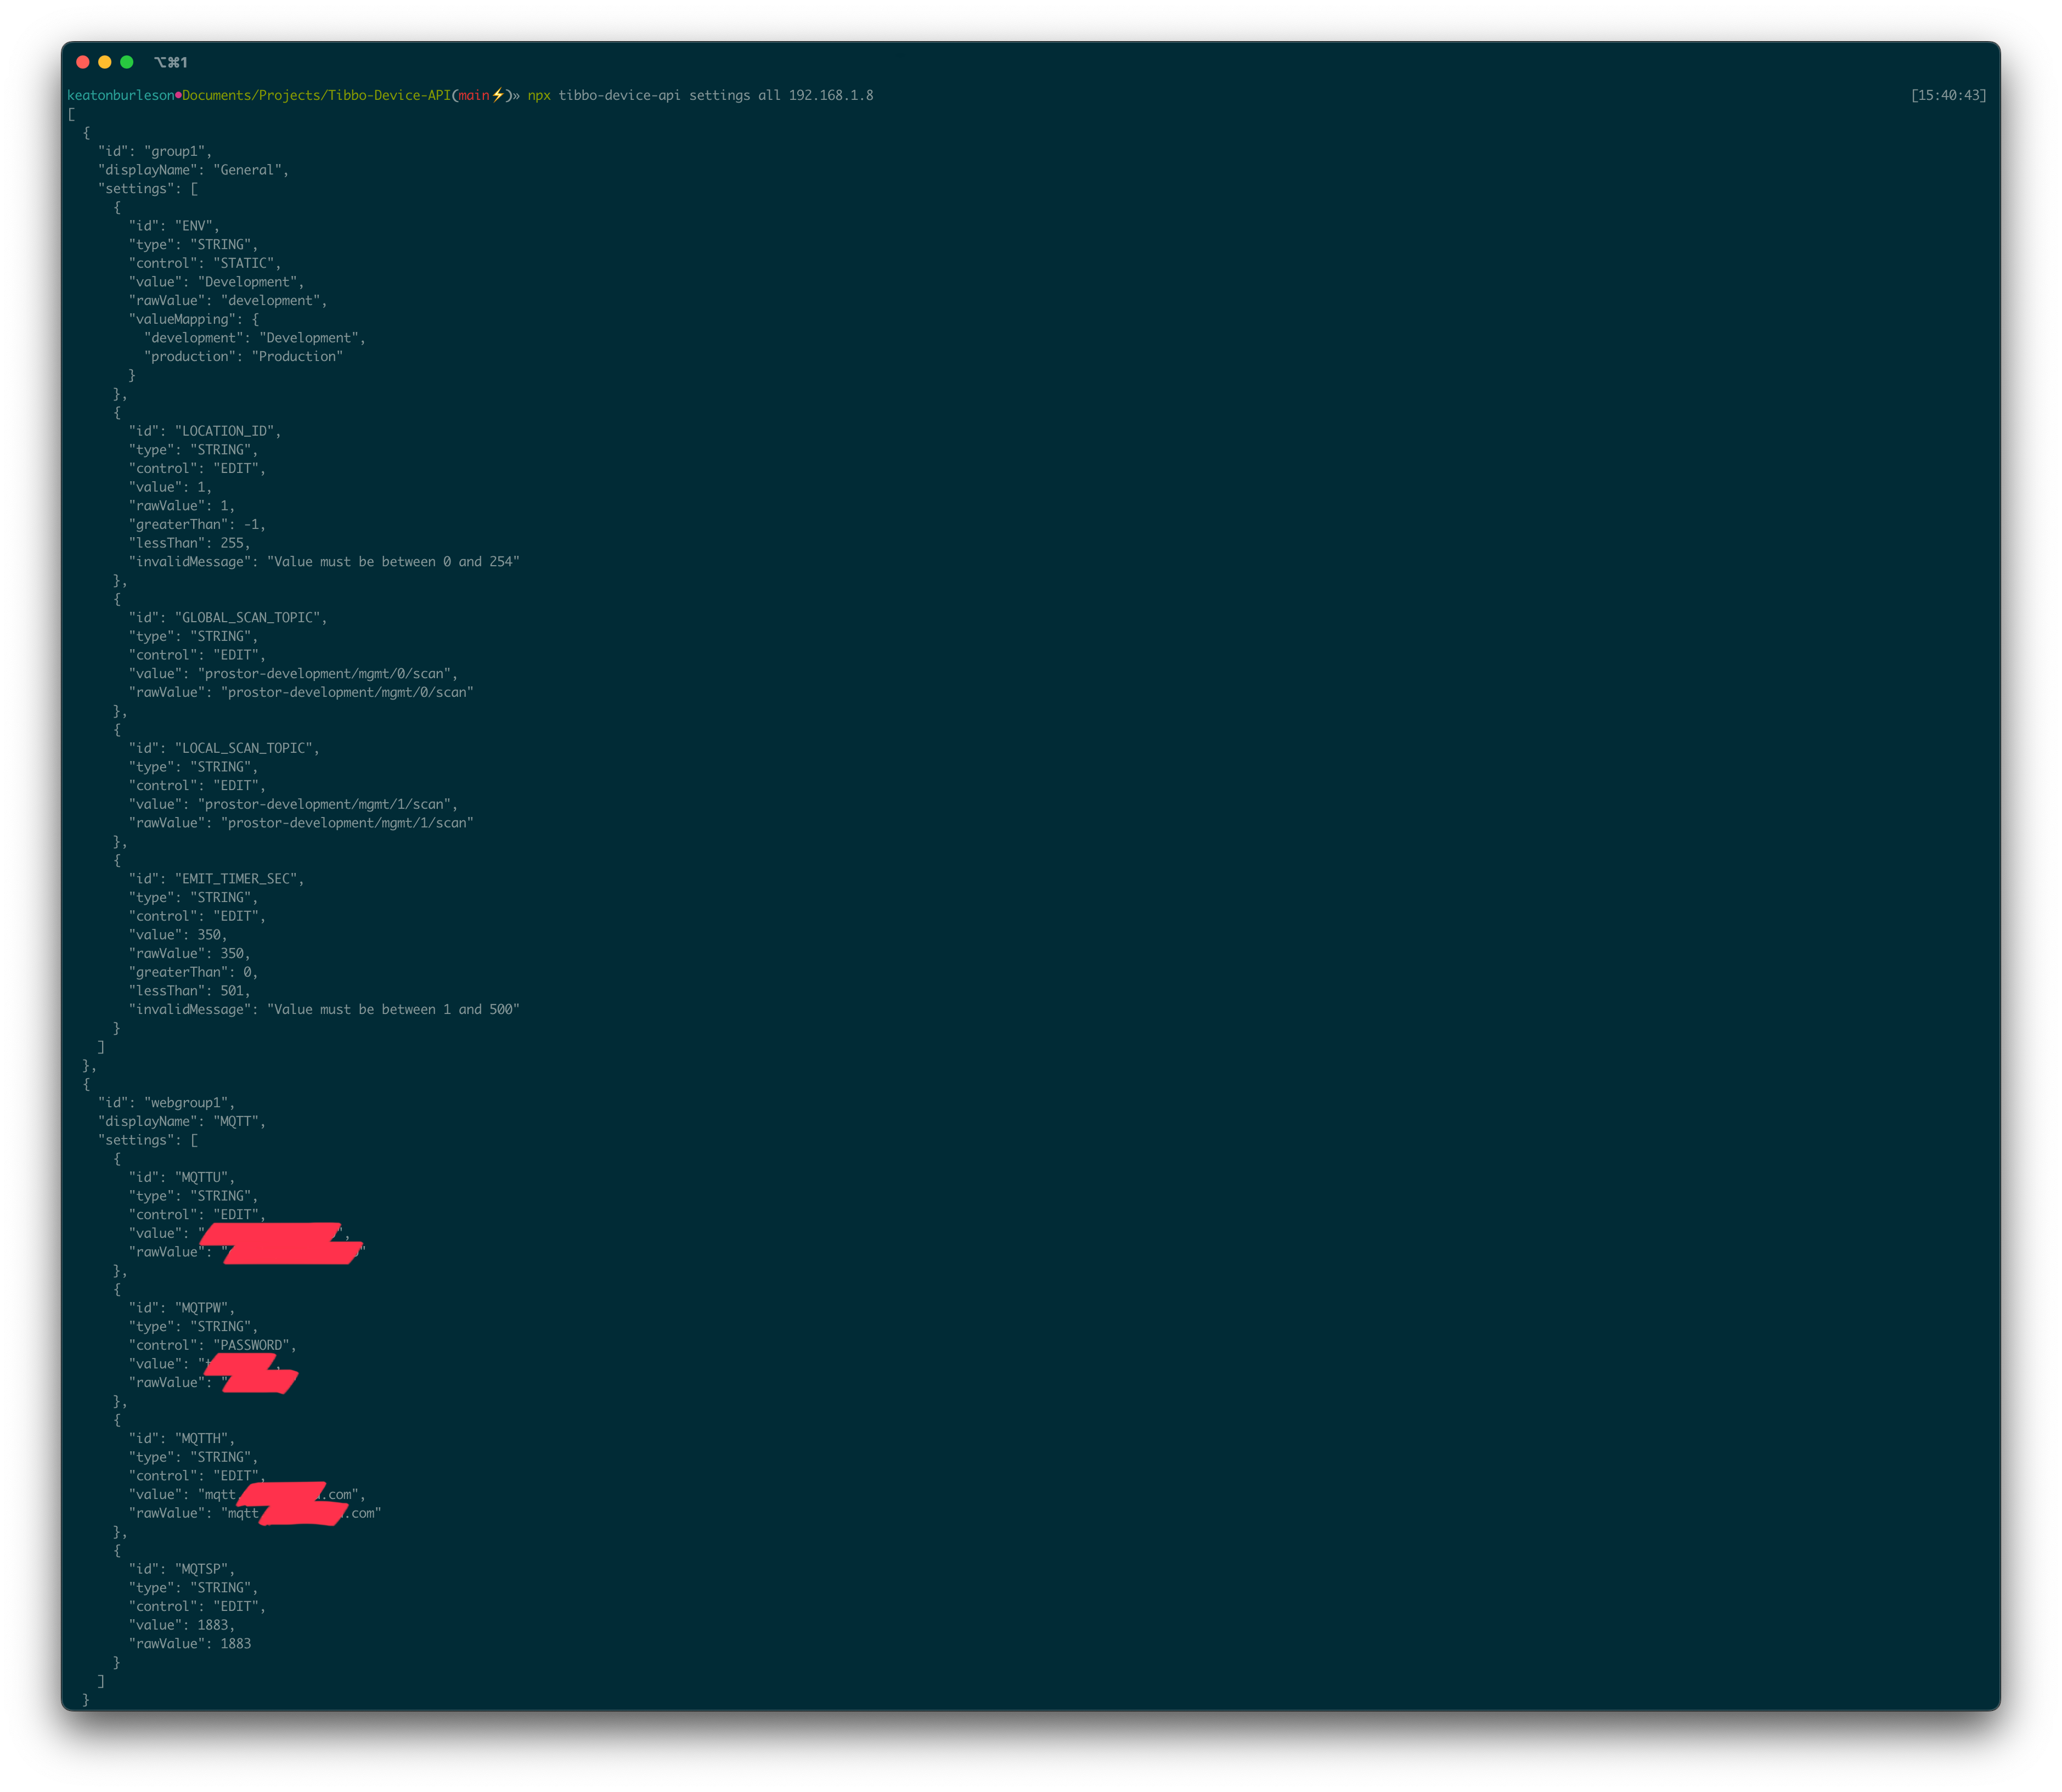 ⌥⌘1
keatonburleson●Documents/Projects/Tibbo-Device-API(main⚡)» npx tibbo-device-api settings all 192.168.1.8 [15:40:43]
[
  {
    "id": "group1",
    "displayName": "General",
    "settings": [
      {
        "id": "ENV",
        "type": "STRING",
        "control": "STATIC",
        "value": "Development",
        "rawValue": "development",
        "valueMapping": {
          "development": "Development",
          "production": "Production"
        }
      },
      {
        "id": "LOCATION_ID",
        "type": "STRING",
        "control": "EDIT",
        "value": 1,
        "rawValue": 1,
        "greaterThan": -1,
        "lessThan": 255,
        "invalidMessage": "Value must be between 0 and 254"
      },
      {
        "id": "GLOBAL_SCAN_TOPIC",
        "type": "STRING",
        "control": "EDIT",
        "value": "prostor-development/mgmt/0/scan",
        "rawValue": "prostor-development/mgmt/0/scan"
      },
      {
        "id": "LOCAL_SCAN_TOPIC",
        "type": "STRING",
        "control": "EDIT",
        "value": "prostor-development/mgmt/1/scan",
        "rawValue": "prostor-development/mgmt/1/scan"
      },
      {
        "id": "EMIT_TIMER_SEC",
        "type": "STRING",
        "control": "EDIT",
        "value": 350,
        "rawValue": 350,
        "greaterThan": 0,
        "lessThan": 501,
        "invalidMessage": "Value must be between 1 and 500"
      }
    ]
  },
  {
    "id": "webgroup1",
    "displayName": "MQTT",
    "settings": [
      {
        "id": "MQTTU",
        "type": "STRING",
        "control": "EDIT",
        "value": "",
        "rawValue": ""
      },
      {
        "id": "MQTPW",
        "type": "STRING",
        "control": "PASSWORD",
        "value": "
        "rawValue": "
      },
      {
        "id": "MQTTH",
        "type": "STRING",
        "control": "EDIT",
        "value": "mqtt .com",
        "rawValue": "mqtt .com"
      },
      {
        "id": "MQTSP",
        "type": "STRING",
        "control": "EDIT",
        "value": 1883,
        "rawValue": 1883
      }
    ]
  }